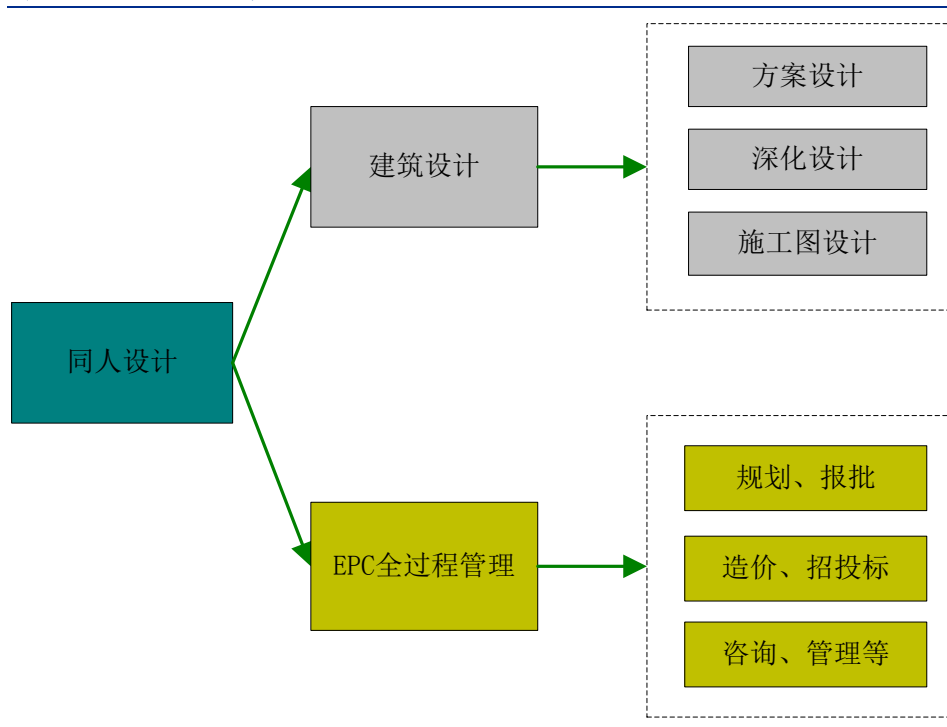 同人设计
建筑设计
方案设计
深化设计
施工图设计
EPC全过程管理
规划、报批
造价、招投标
咨询、管理等